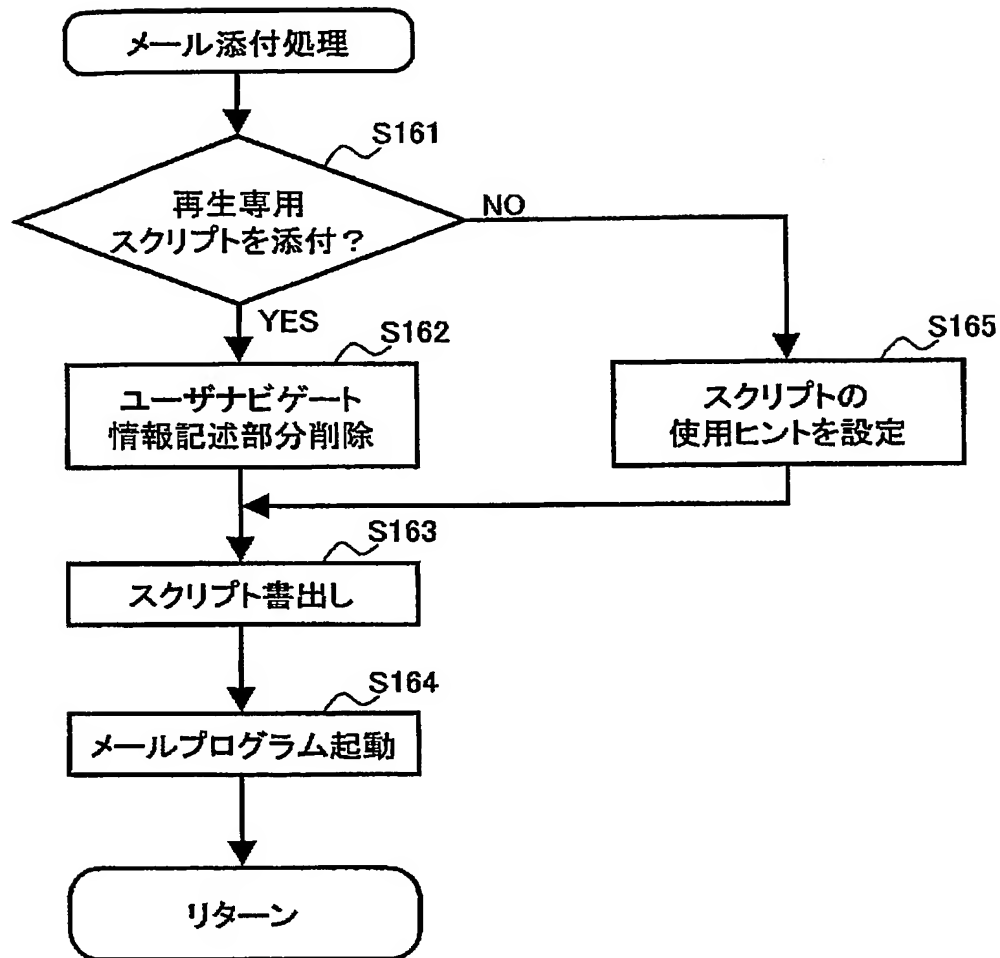 メール添付処理
S161
再生専用
スクリプトを添付？
NO
YES
S162
ユーザナビゲート
情報記述部分削除
S165
スクリプトの
使用ヒントを設定
S163
スクリプト書出し
S164
メールプログラム起動
リターン